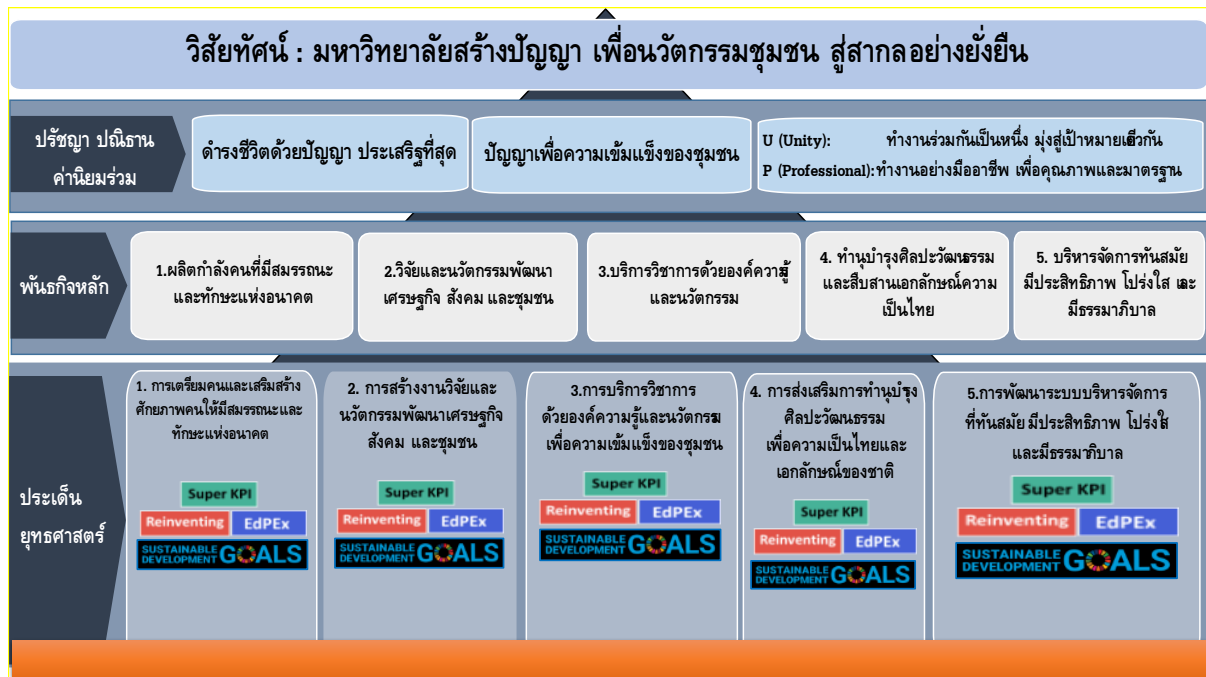 วิสัยทัศน์ : มหาวิทยาลัยสร้างปัญญา เพื่อนวัตกรรมชุมชน สู่สากลอย่างยั่งยืน
ปรัชญา ปณิธาน
ค่านิยมร่วม
ดำรงชีวิตด้วยปัญญา ประเสริฐที่สุด
ปัญญาเพื่อความเข้มแข็งของชุมชน
U (Unity): ทำงานร่วมกันเป็นหนึ่ง มุ่งสู่เป้าหมายเดียวกัน
P (Professional):ทำงานอย่างมืออาชีพ เพื่อคุณภาพและมาตรฐาน
พันธกิจหลัก
1.ผลิตกำลังคนที่มีสมรรถนะ
และทักษะแห่งอนาคต
2.วิจัยและนวัตกรรมพัฒนา
เศรษฐกิจ สังคม และชุมชน
3.บริการวิชาการด้วยองค์ความรู้
และนวัตกรรม
4. ทำนุบำรุงศิลปะวัฒนธรรม
และสืบสานเอกลักษณ์ความ
เป็นไทย
5. บริหารจัดการทันสมัย
มีประสิทธิภาพ โปร่งใส และ
มีธรรมาภิบาล
ประเด็น
ยุทธศาสตร์
1. การเตรียมคนและเสริมสร้าง
ศักยภาพคนให้มีสมรรถนะและ
ทักษะแห่งอนาคต
Super KPI
Reinventing EdPEx
SUSTAINABLE
DEVELOPMENT GOALS
2. การสร้างงานวิจัยและ
นวัตกรรมพัฒนาเศรษฐกิจ
สังคม และชุมชน
Super KPI
Reinventing EdPEx
SUSTAINABLE
DEVELOPMENT GOALS
3.การบริการวิชาการ
ด้วยองค์ความรู้และนวัตกรรม
เพื่อความเข้มแข็งของชุมชน
Super KPI
Reinventing EdPEx
SUSTAINABLE
DEVELOPMENT GOALS
4. การส่งเสริมการทำนุบำรุง
ศิลปะวัฒนธรรม
เพื่อความเป็นไทยและ
เอกลักษณ์ของชาติ
Super KPI
Reinventing EdPEx
SUSTAINABLE
DEVELOPMENT GOALS
5.การพัฒนาระบบบริหารจัดการ
ที่ทันสมัย มีประสิทธิภาพ โปร่งใส
และมีธรรมาภิบาล
Super KPI
Reinventing EdPEx
SUSTAINABLE
DEVELOPMENT GOALS